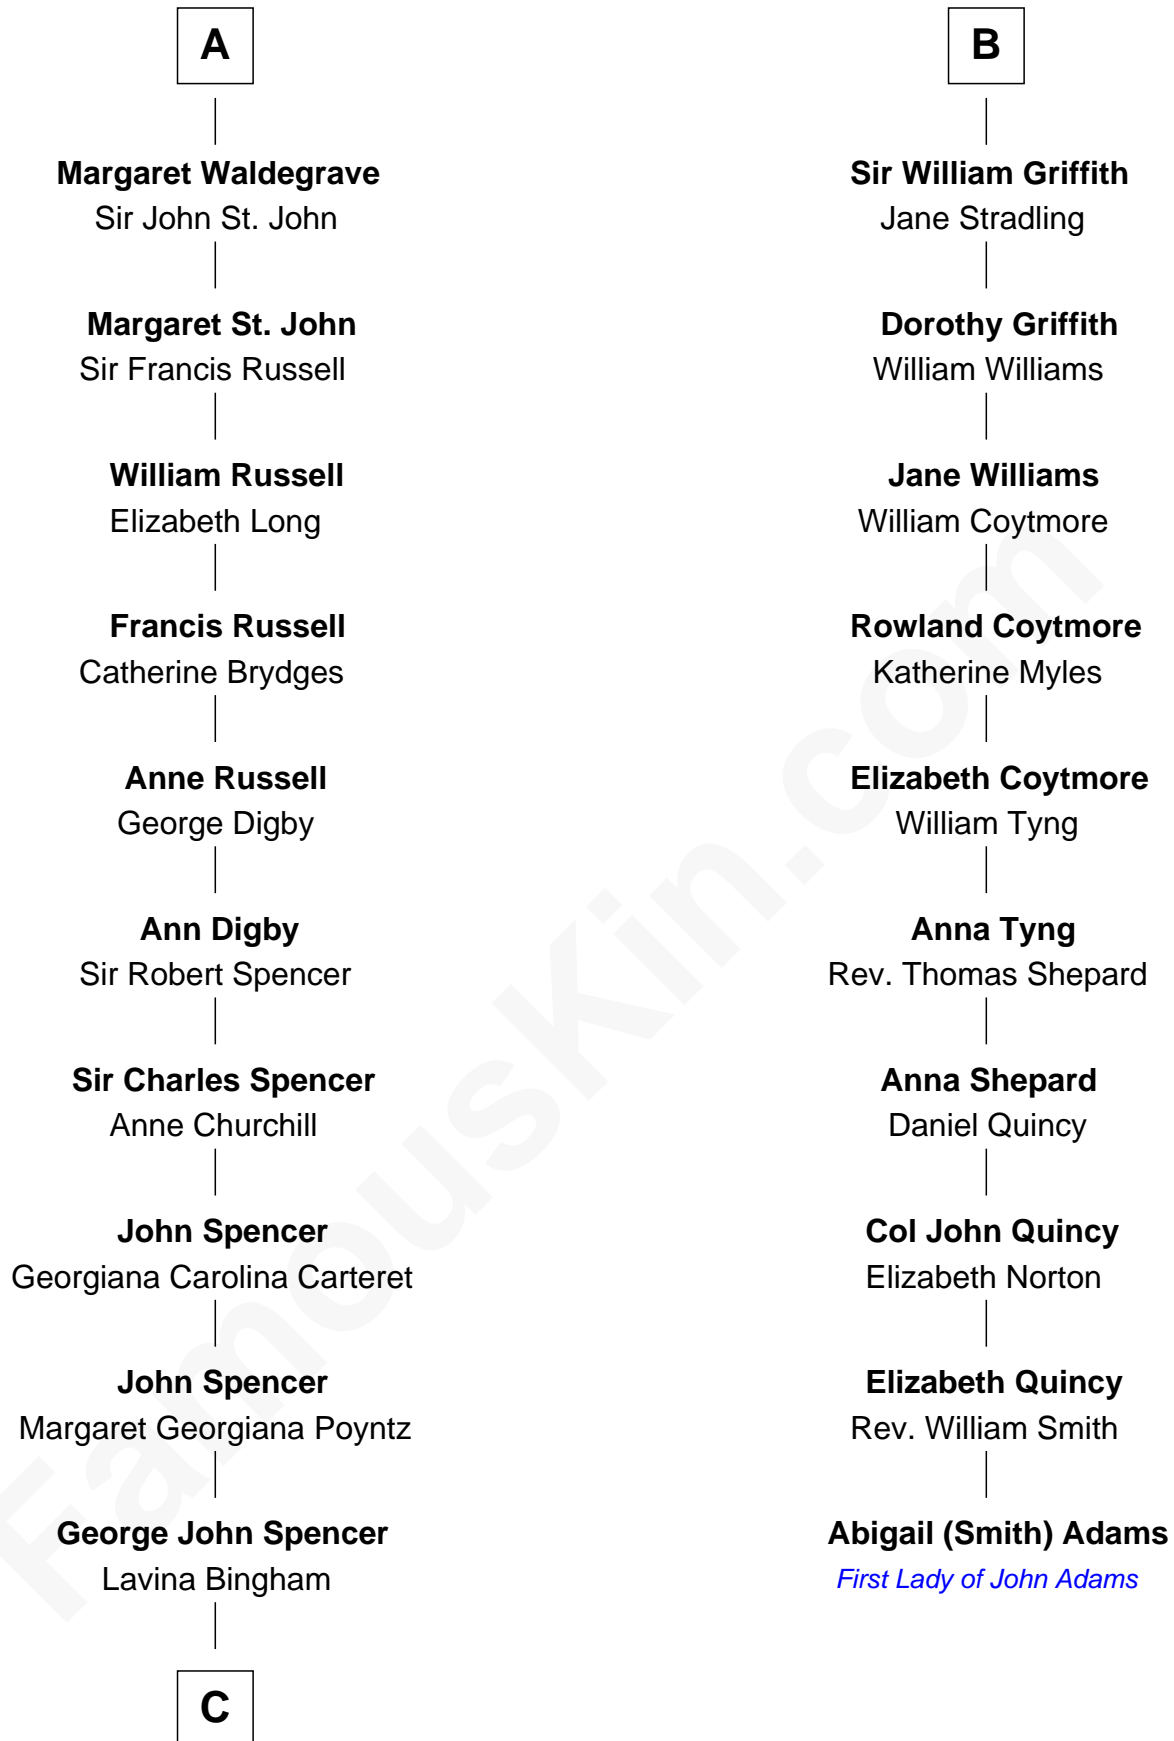 A
Margaret Waldegrave
Sir John St. John
Margaret St. John
Sir Francis Russell
William Russell
Elizabeth Long
Francis Russell
Catherine Brydges
Anne Russell
George Digby
Ann Digby
Sir Robert Spencer
Sir Charles Spencer
Anne Churchill
John Spencer
Georgiana Carolina Carteret
John Spencer
Margaret Georgiana Poyntz
George John Spencer
Lavina Bingham
C
B
Sir William Griffith
Jane Stradling
Dorothy Griffith
William Williams
Jane Williams
William Coytmore
Rowland Coytmore
Katherine Myles
Elizabeth Coytmore
William Tyng
Anna Tyng
Rev. Thomas Shepard
Anna Shepard
Daniel Quincy
Col John Quincy
Elizabeth Norton
Elizabeth Quincy
Rev. William Smith
Abigail (Smith) Adams
First Lady of John Adams
FamousKin.com